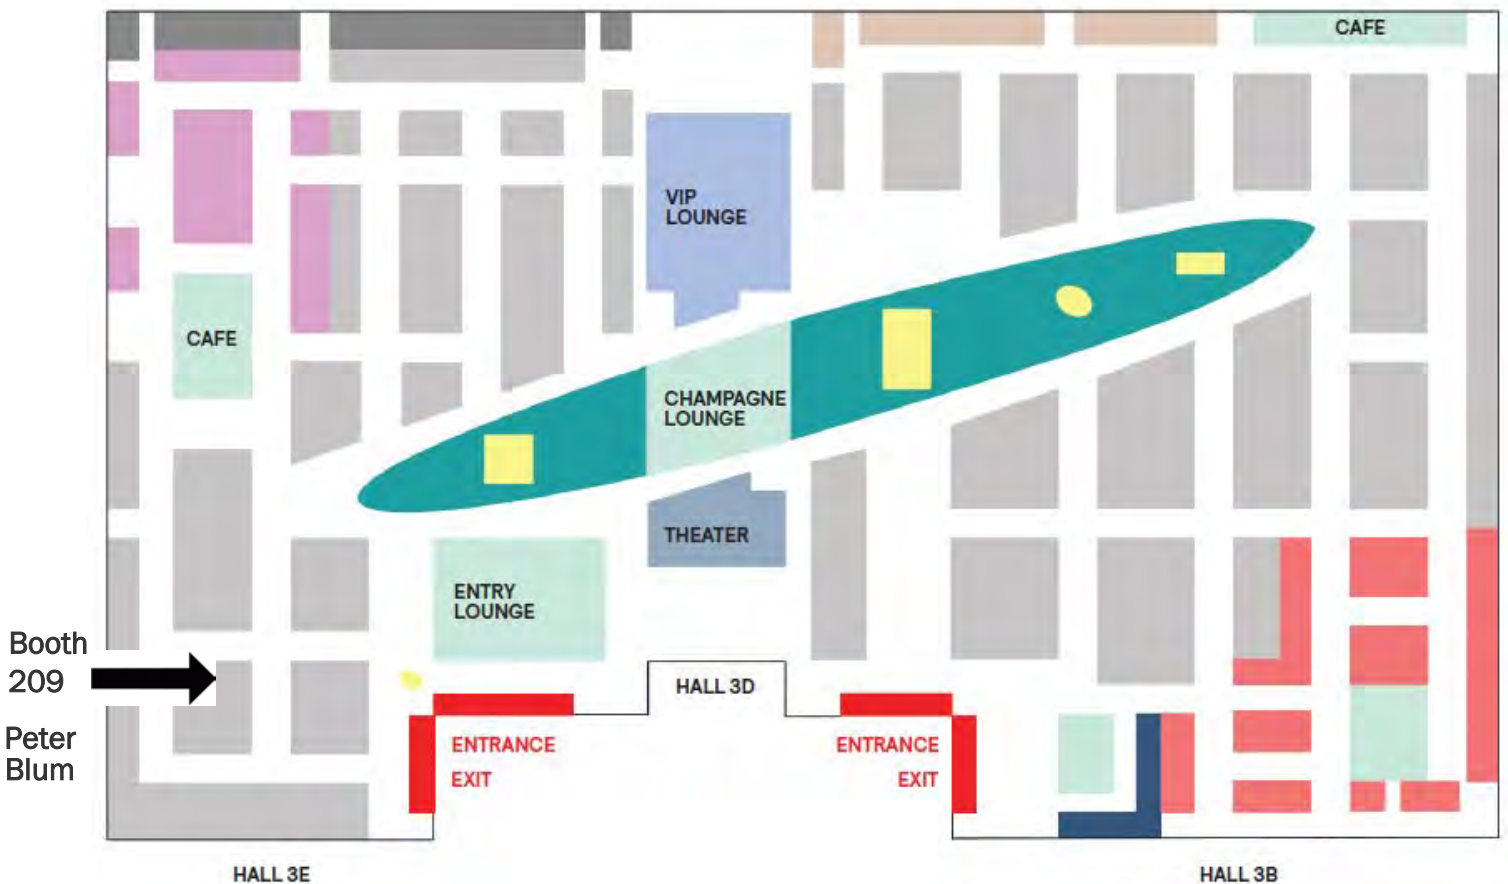 CAFE
VIP
LOUNGE
CAFE
CHAMPAGNE
LOUNGE
THEATER
ENTRY
LOUNGE
Booth
209
Peter
Blum
HALL 3D
ENTRANCE
EXIT
ENTRANCE
EXIT
HALL 3E
HALL 3B